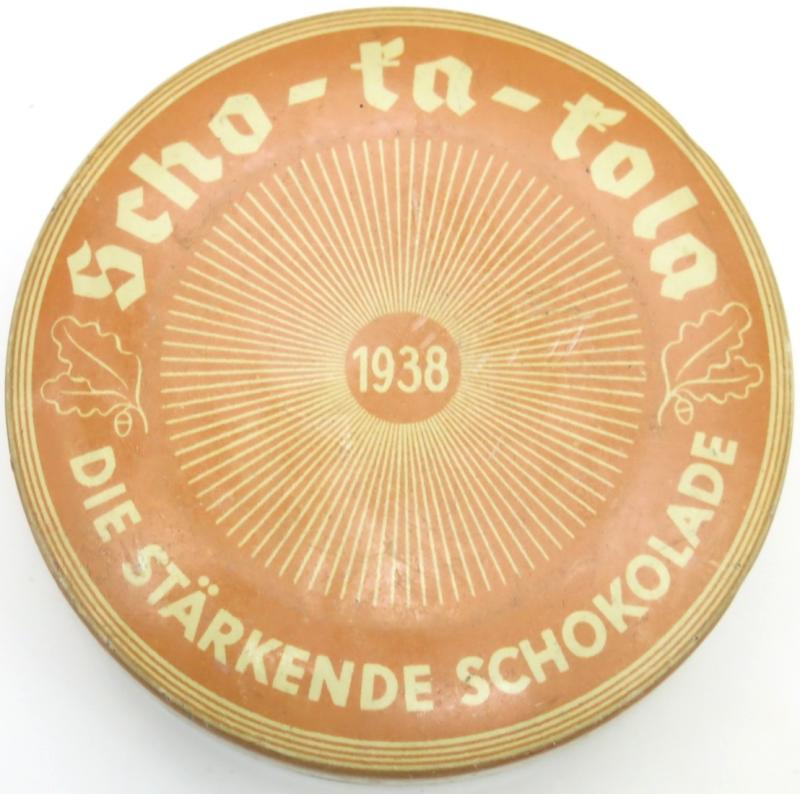 Scho-ka-kola
1938
DIE STÄRKENDE SCHOKOLADE